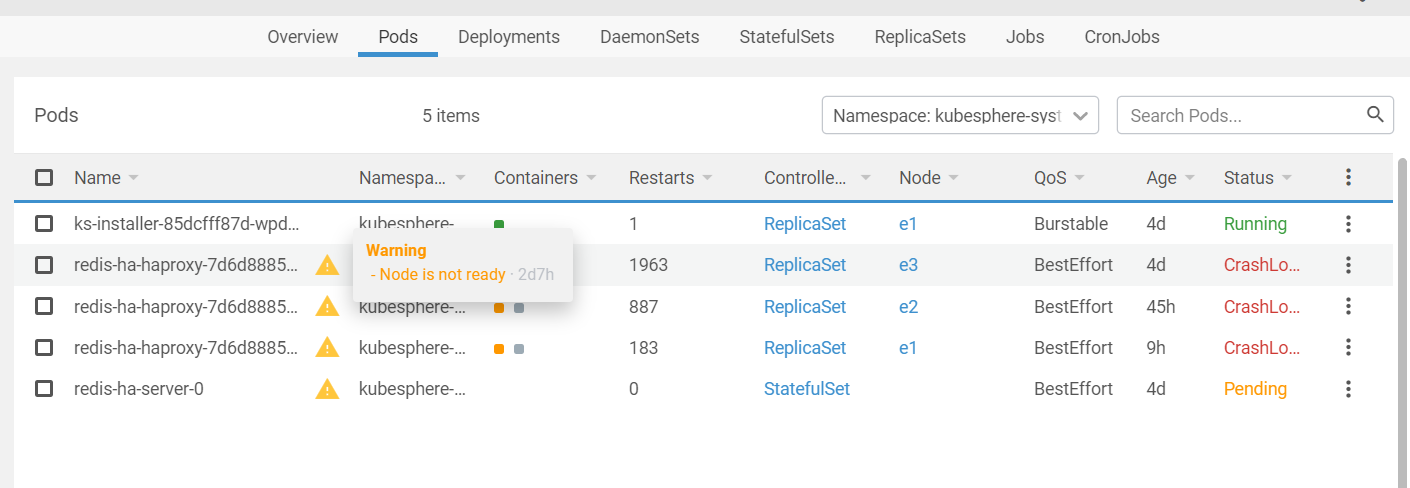 Overview Pods Deployments DaemonSets StatefulSets ReplicaSets Jobs CronJobs
Pods 5 items Namespace: kubesphere-syst Search Pods...
Name Namespa... Containers Restarts Controlle... Node QoS Age Status
ks-installer-85dcfff87d-wpd... kubesphere- 1 ReplicaSet e1 Burstable 4d Running
Warning
redis-ha-haproxy-7d6d8885... - Node is not ready · 2d7h 1963 ReplicaSet e3 BestEffort 4d CrashLo...
redis-ha-haproxy-7d6d8885... kubesphere-... 887 ReplicaSet e2 BestEffort 45h CrashLo...
redis-ha-haproxy-7d6d8885... kubesphere-... 183 ReplicaSet e1 BestEffort 9h CrashLo...
redis-ha-server-0 kubesphere-... 0 StatefulSet BestEffort 4d Pending